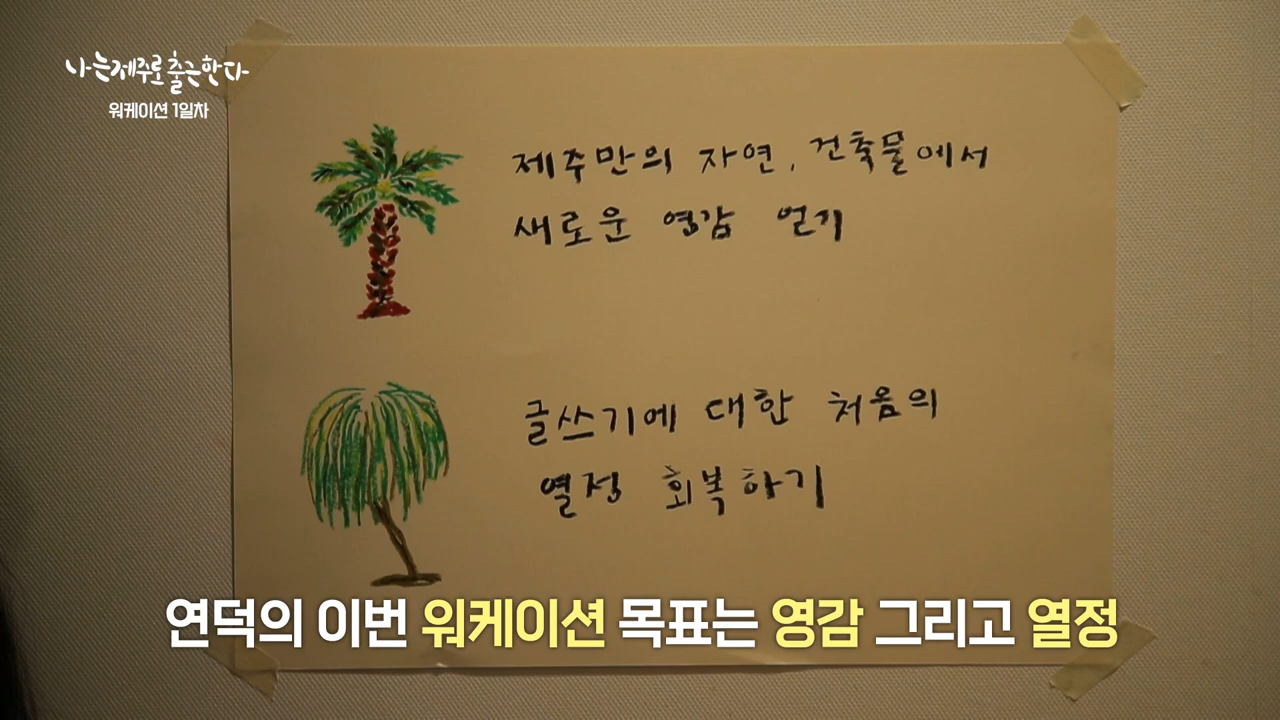 나는 제주로 출근한다
워케이션 1일차
제주만의 자연, 건축물에서
새로운 영감 얻기
글쓰기에 대한 처음의
열정 회복하기
연덕의 이번 워케이션 목표는 영감 그리고 열정